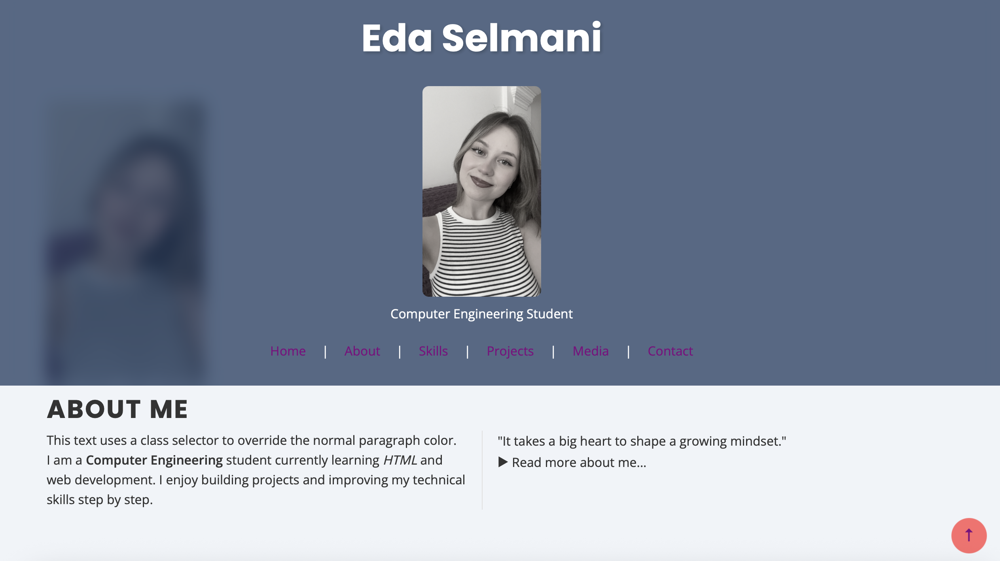 Eda Selmani
Computer Engineering Student
Home | About | Skills | Projects | Media | Contact
ABOUT ME
This text uses a class selector to override the normal paragraph color.
I am a Computer Engineering student currently learning HTML and
web development. I enjoy building projects and improving my technical
skills step by step.
"It takes a big heart to shape a growing mindset."
▶ Read more about me...
↑